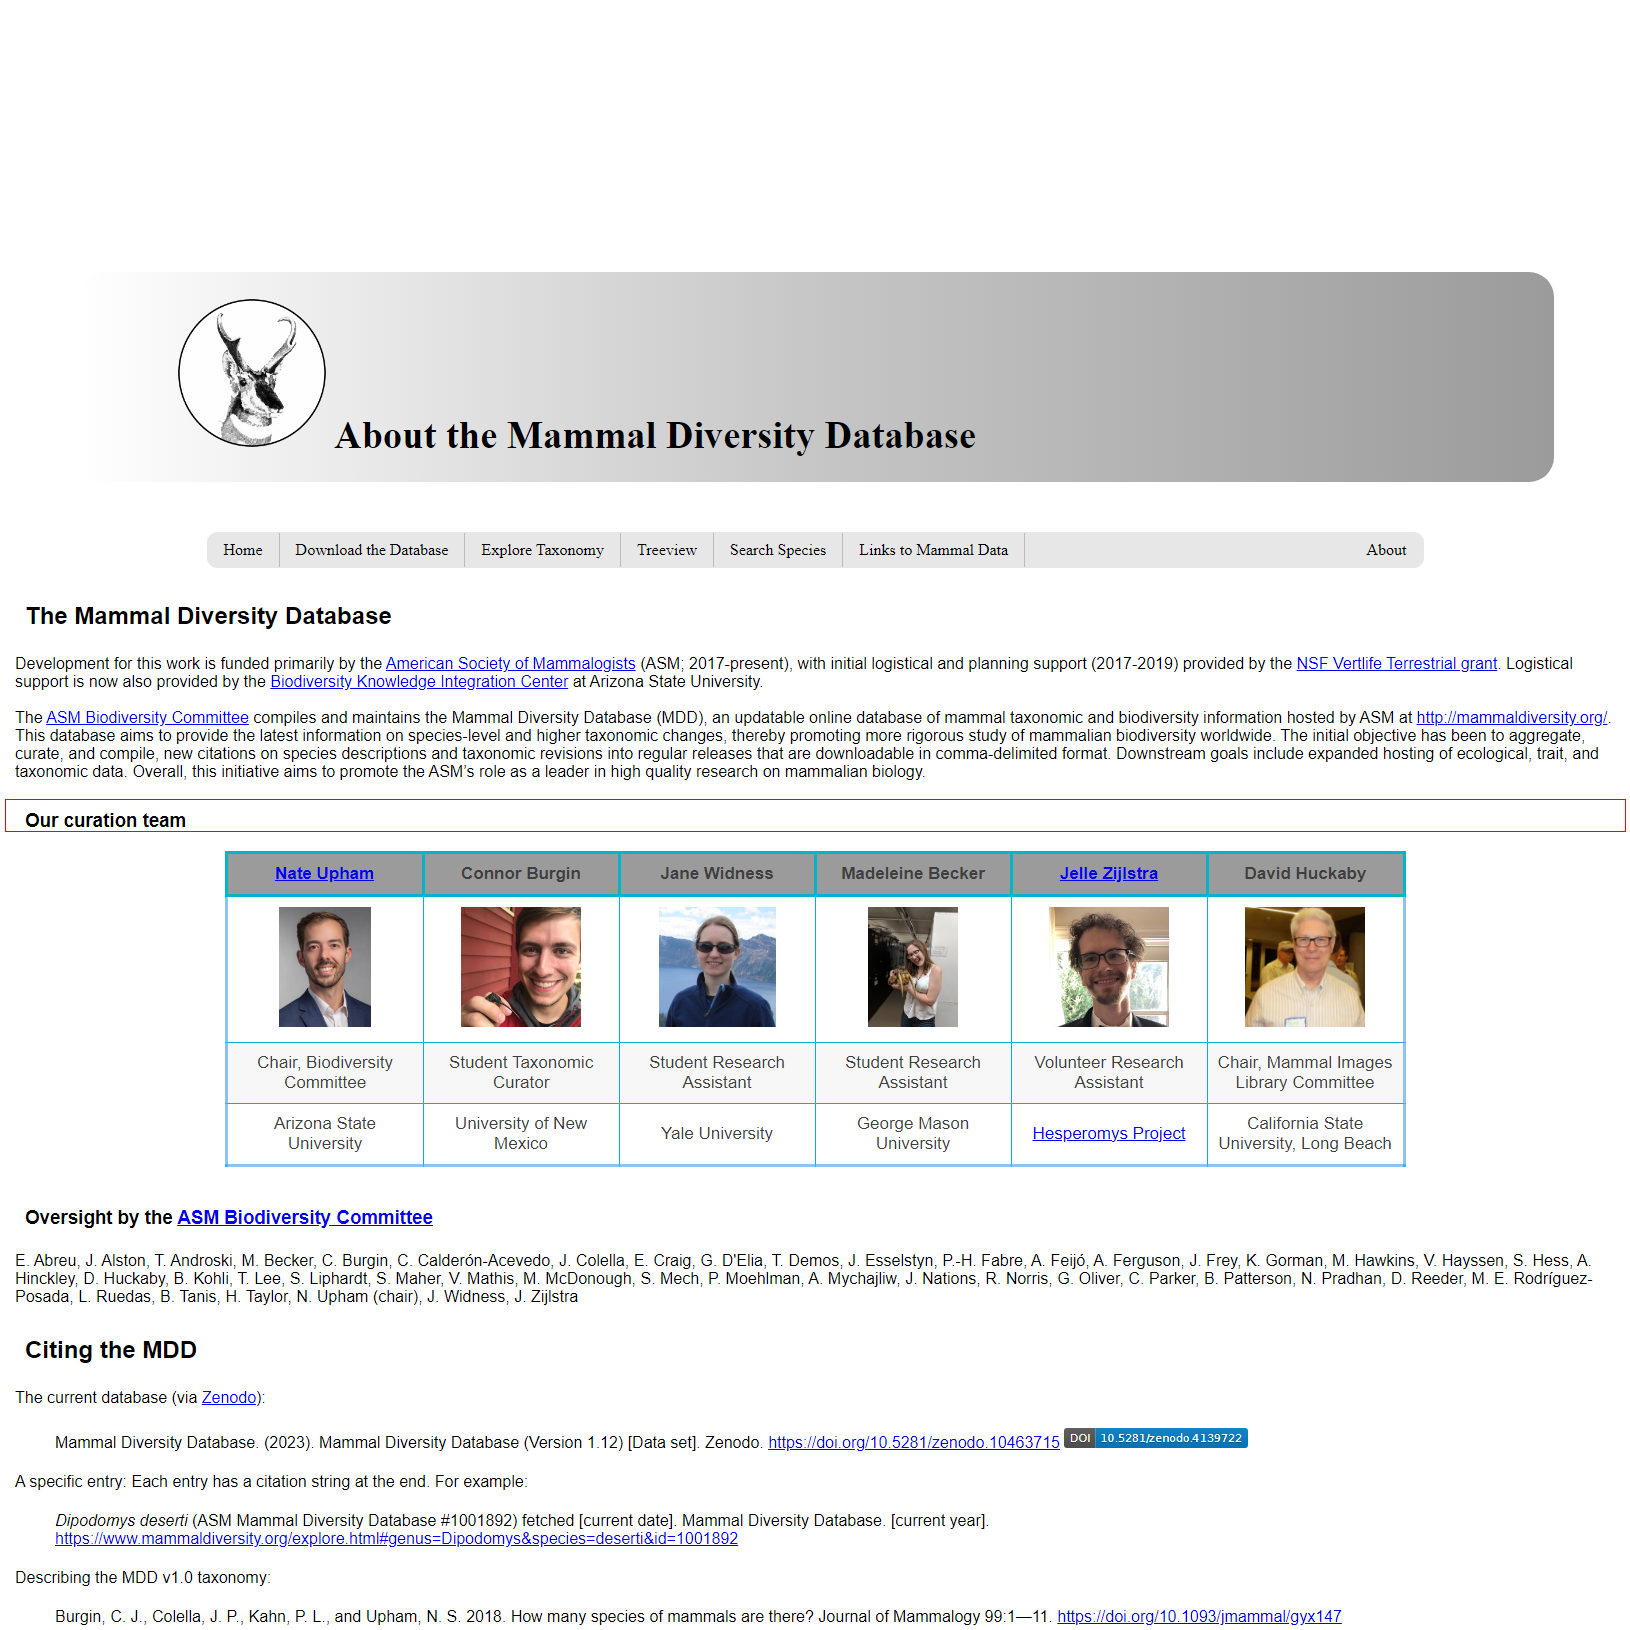 About the Mammal Diversity Database
Home
Download the Database
Explore Taxonomy
Treeview
Search Species
Links to Mammal Data
About
The Mammal Diversity Database
Development for this work is funded primarily by the American Society of Mammalogists (ASM; 2017-present), with initial logistical and planning support (2017-2019) provided by the NSF Vertlife Terrestrial grant. Logistical
support is now also provided by the Biodiversity Knowledge Integration Center at Arizona State University.
The ASM Biodiversity Committee compiles and maintains the Mammal Diversity Database (MDD), an updatable online database of mammal taxonomic and biodiversity information hosted by ASM at http://mammaldiversity.org/.
This database aims to provide the latest information on species-level and higher taxonomic changes, thereby promoting more rigorous study of mammalian biodiversity worldwide. The initial objective has been to aggregate,
curate, and compile, new citations on species descriptions and taxonomic revisions into regular releases that are downloadable in comma-delimited format. Downstream goals include expanded hosting of ecological, trait, and
taxonomic data. Overall, this initiative aims to promote the ASM's role as a leader in high quality research on mammalian biology.
Our curation team
Nate Upham
Connor Burgin
Jane Widness
Madeleine Becker
Jelle Zijlstra
David Huckaby
Chair, Biodiversity
Committee
Student Taxonomic
Curator
Student Research
Assistant
Student Research
Assistant
Volunteer Research
Assistant
Chair, Mammal Images
Library Committee
Arizona State
University
University of New
Mexico
Yale University
George Mason
University
Hesperomys Project
California State
University, Long Beach
Oversight by the ASM Biodiversity Committee
E. Abreu, J. Alston, T. Androski, M. Becker, C. Burgin, C. Calderón-Acevedo, J. Colella, E. Craig, G. D'Elia, T. Demos, J. Esselstyn, P.-H. Fabre, A. Feijó, A. Ferguson, J. Frey, K. Gorman, M. Hawkins, V. Hayssen, S. Hess, A.
Hinckley, D. Huckaby, B. Kohli, T. Lee, S. Liphardt, S. Maher, V. Mathis, M. McDonough, S. Mech, P. Moehlman, A. Mychajliw, J. Nations, R. Norris, G. Oliver, C. Parker, B. Patterson, N. Pradhan, D. Reeder, M. E. Rodríguez-
Posada, L. Ruedas, B. Tanis, H. Taylor, N. Upham (chair), J. Widness, J. Zijlstra
Citing the MDD
The current database (via Zenodo):
Mammal Diversity Database. (2023). Mammal Diversity Database (Version 1.12) [Data set]. Zenodo. https://doi.org/10.5281/zenodo.10463715 DOI 10.5281/zenodo.4139722
A specific entry: Each entry has a citation string at the end. For example:
Dipodomys deserti (ASM Mammal Diversity Database #1001892) fetched [current date]. Mammal Diversity Database. [current year].
https://www.mammaldiversity.org/explore.html#genus=Dipodomys&species=deserti&id=1001892
Describing the MDD v1.0 taxonomy:
Burgin, C. J., Colella, J. P., Kahn, P. L., and Upham, N. S. 2018. How many species of mammals are there? Journal of Mammalogy 99:1—11. https://doi.org/10.1093/jmammal/gyx147